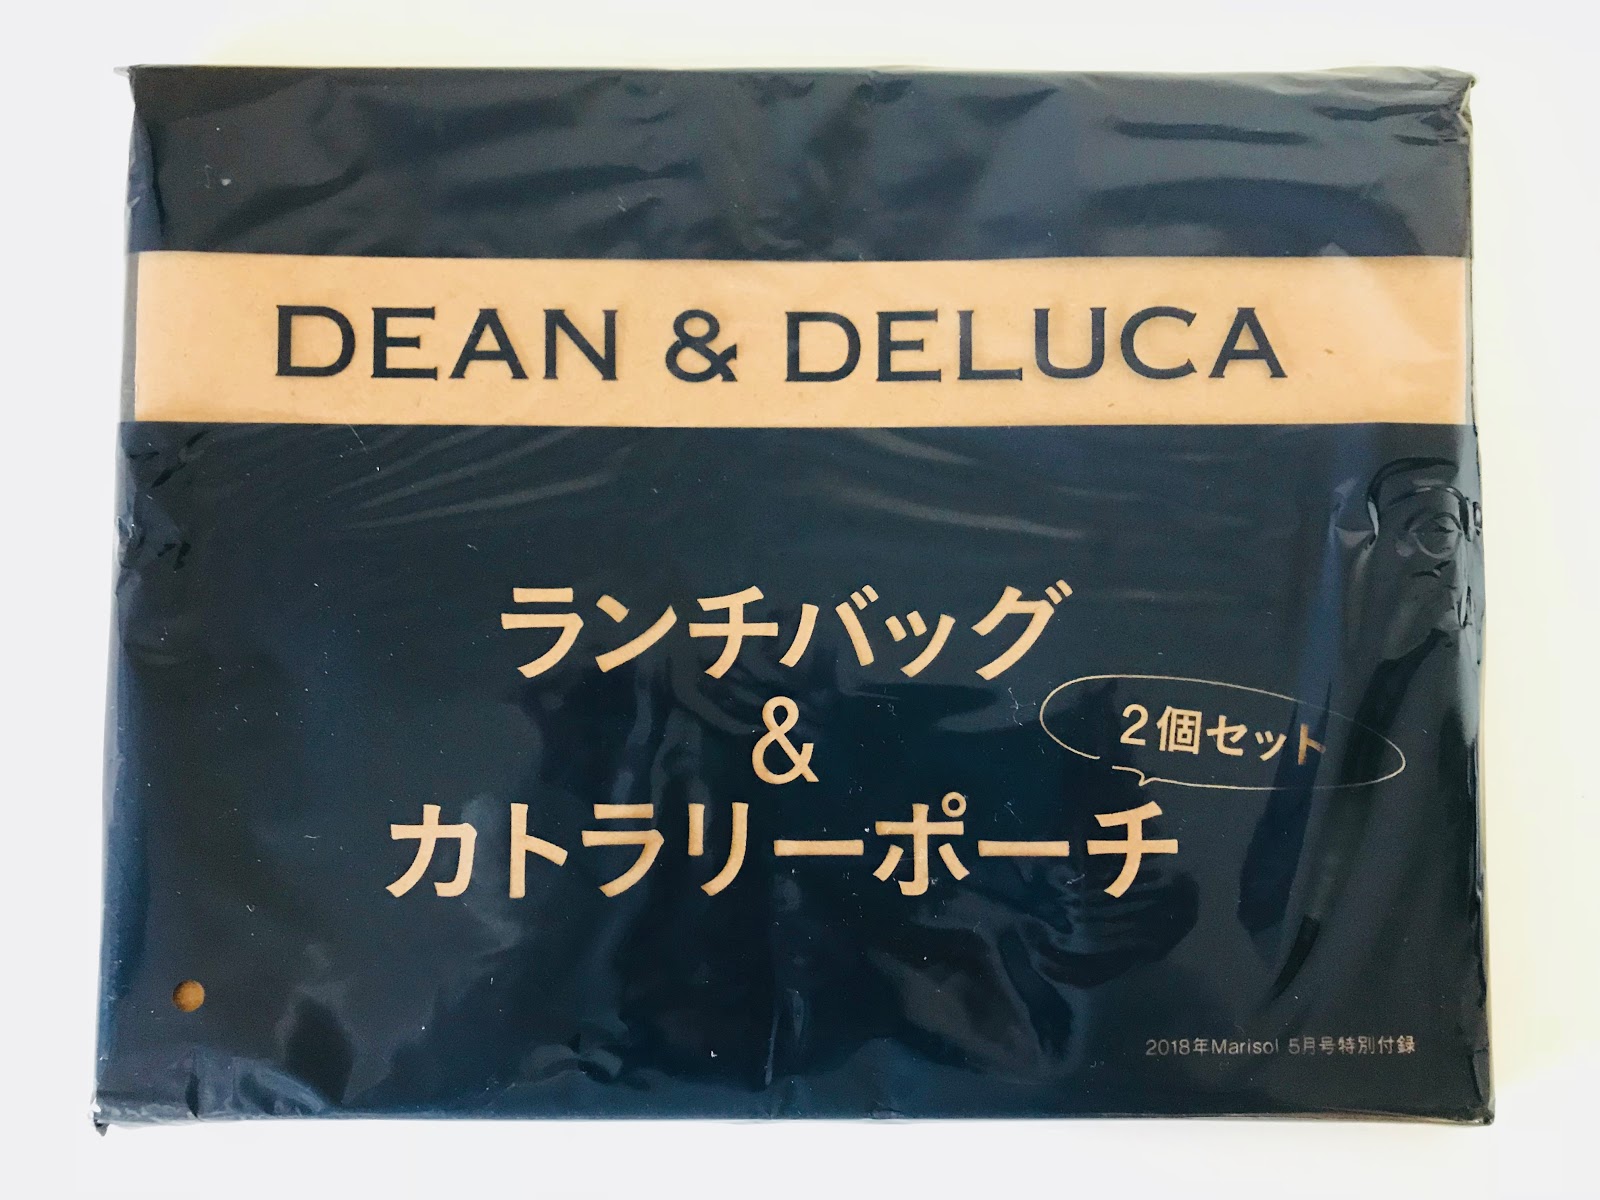 DEAN & DELUCA
ランチバッグ
&
2個セット
カトラリーポーチ
2018年Marisol 5月号特別付録